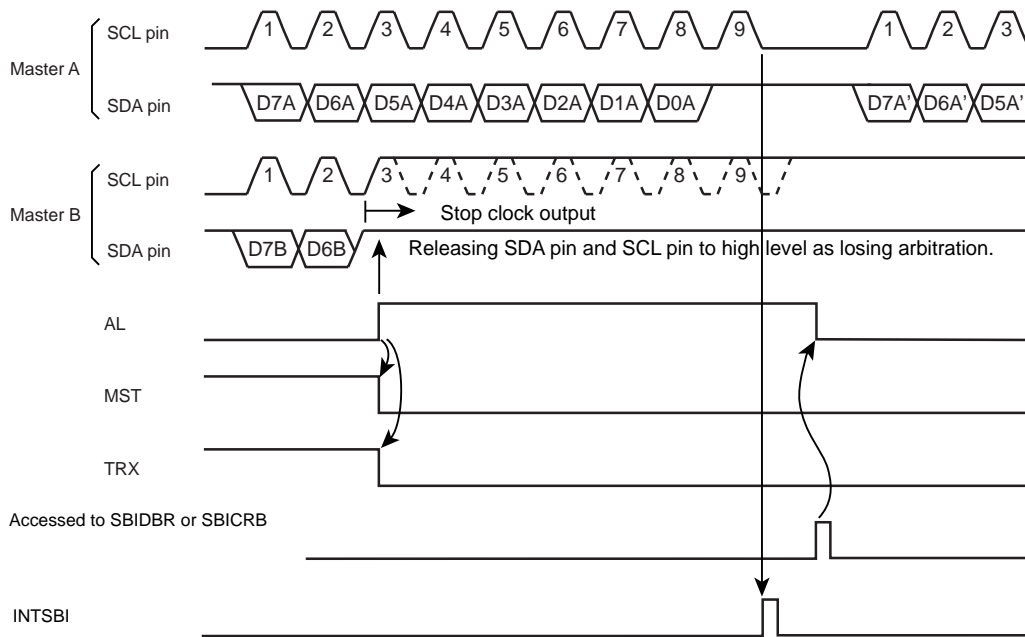 Master A
SCL pin
1 2 3 4 5 6 7 8 9 1 2 3
SDA pin
D7A D6A D5A D4A D3A D2A D1A D0A D7A' D6A' D5A'
Master B
SCL pin
1 2 3 4 5 6 7 8 9
Stop clock output
SDA pin
D7B D6B
Releasing SDA pin and SCL pin to high level as losing arbitration.
AL
MST
TRX
Accessed to SBIDBR or SBICRB
INTSBI